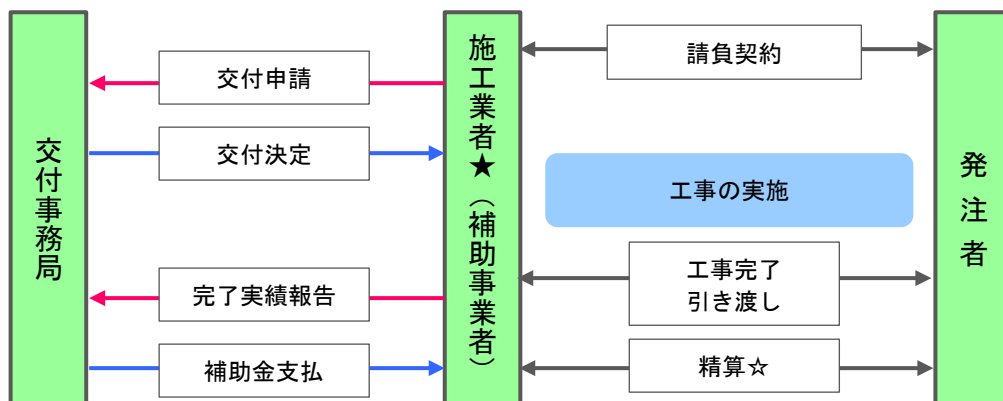 交付事務局
交付申請
交付決定
完了実績報告
補助金支払
施工業者★（補助事業者）
請負契約
工事の実施
工事完了
引き渡し
精算☆
発注者